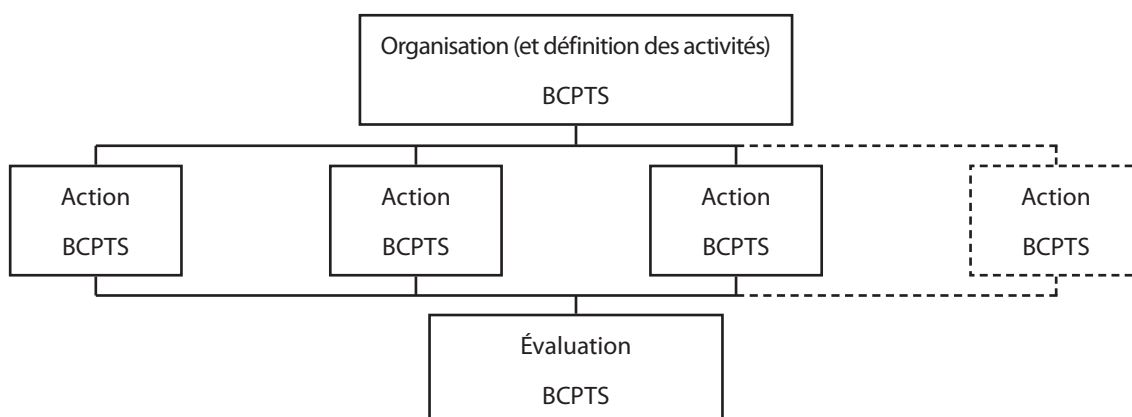 Organisation (et définition des activités)
BCPTS
Action
BCPTS
Action
BCPTS
Action
BCPTS
Action
BCPTS
Évaluation
BCPTS